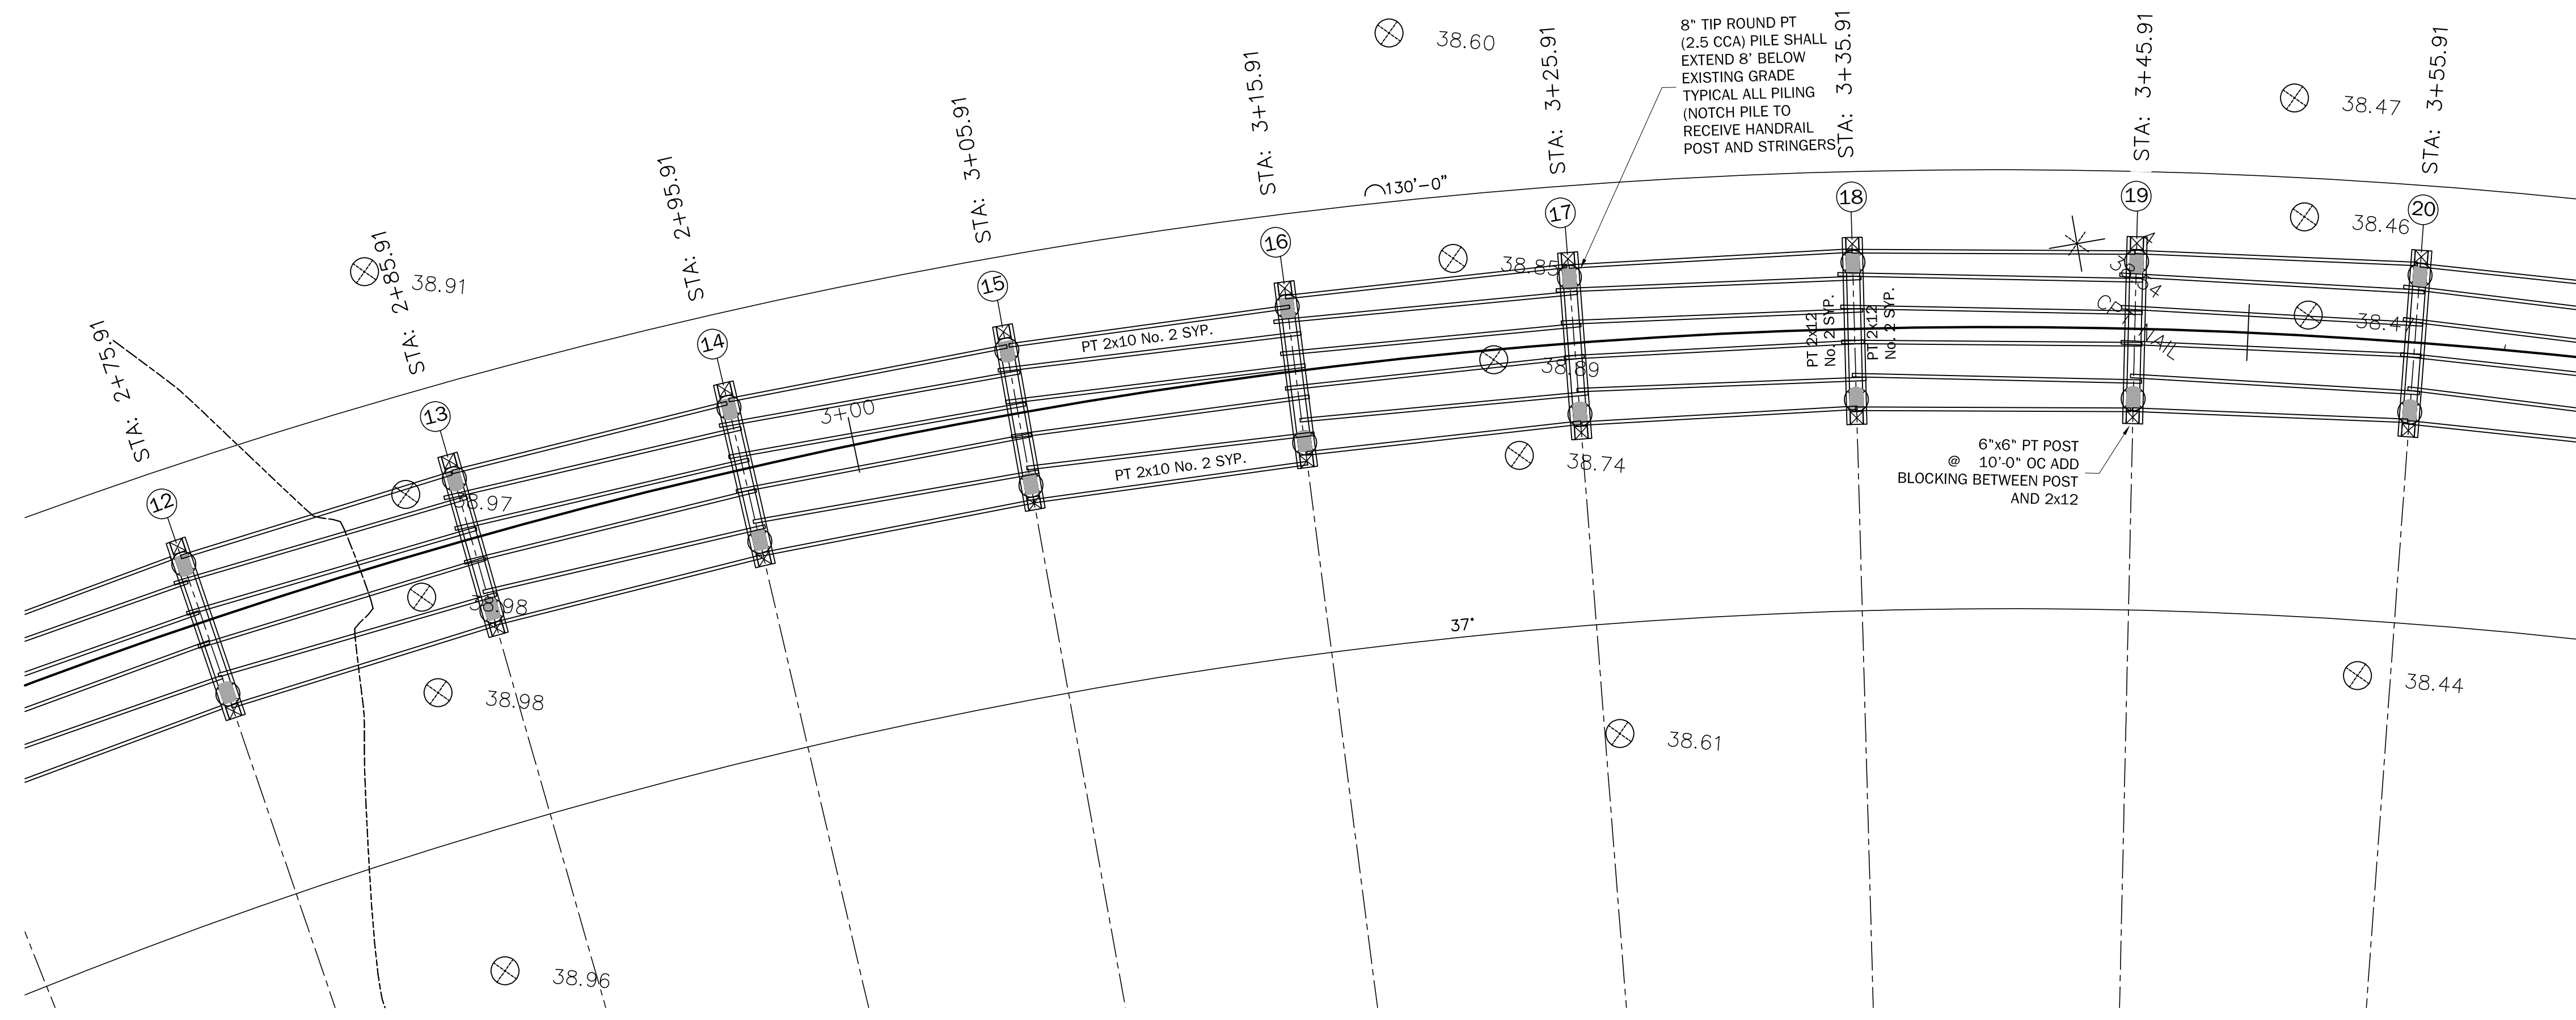 38.60
8" TIP ROUND PT
(2.5 CCA) PILE SHALL
EXTEND 8' BELOW
EXISTING GRADE
TYPICAL ALL PILING
(NOTCH PILE TO
RECEIVE HANDRAIL
POST AND STRINGERS
STA: 2+75.91
STA: 2+85.91
STA: 2+95.91
STA: 3+05.91
STA: 3+15.91
STA: 3+25.91
STA: 3+35.91
STA: 3+45.91
STA: 3+55.91
38.47
130'-0"
12
13
14
15
16
17
18
19
20
38.91
38.85
38.46
38.47
38.89
38.97
38.98
38.98
38.96
38.74
38.61
38.44
3+00
PT 2x10 No. 2 SYP.
PT 2x10 No. 2 SYP.
PT 2x12
No. 2 SYP.
PT 2x12
No. 2 SYP.
6"x6" PT POST
@ 10'-0" OC ADD
BLOCKING BETWEEN POST
AND 2x12
37°